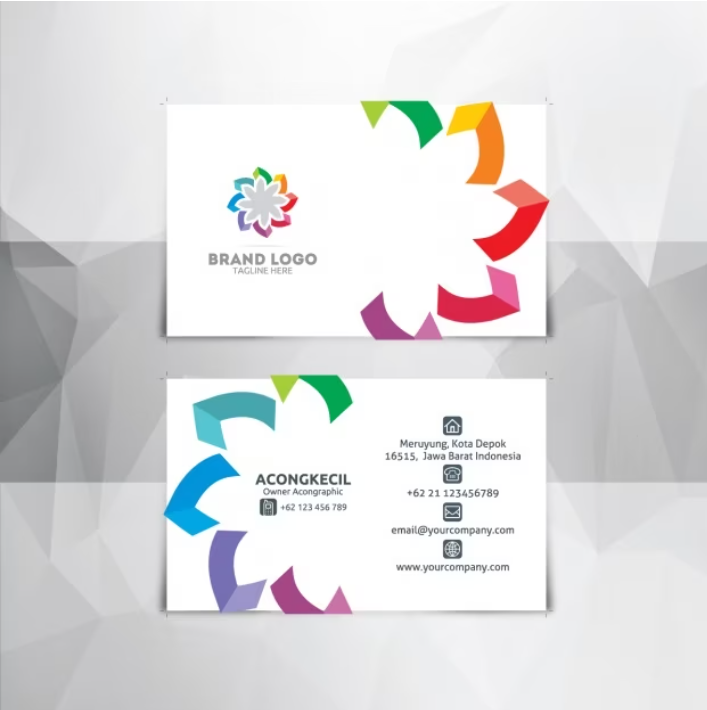 BRAND LOGO
TAGLINE HERE
ACONGKECIL
Owner Acongraphic
+62 123 456 789
Meruyung, Kota Depok
16515, Jawa Barat Indonesia
+62 21 123456789
email@yourcompany.com
www.yourcompany.com